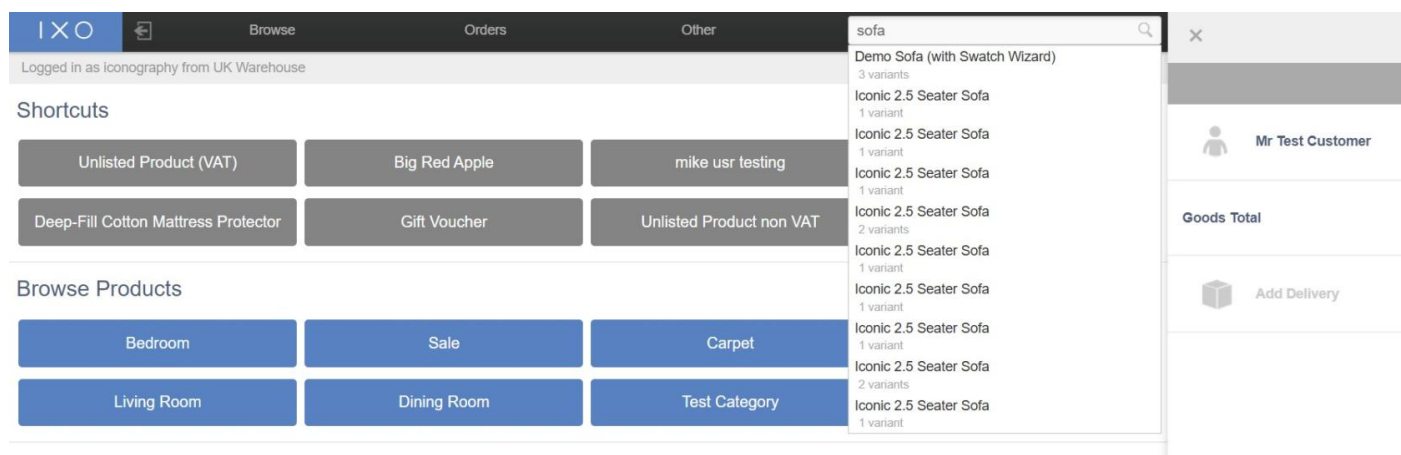 IXO
Browse
Orders
Other
sofa
Logged in as iconography from UK Warehouse
Shortcuts
Unlisted Product (VAT)
Big Red Apple
mike usr testing
Deep-Fill Cotton Mattress Protector
Gift Voucher
Unlisted Product non VAT
Browse Products
Bedroom
Sale
Carpet
Living Room
Dining Room
Test Category
Demo Sofa (with Swatch Wizard)
3 variants
Iconic 2.5 Seater Sofa
1 variant
Iconic 2.5 Seater Sofa
1 variant
Iconic 2.5 Seater Sofa
1 variant
Iconic 2.5 Seater Sofa
2 variants
Iconic 2.5 Seater Sofa
1 variant
Iconic 2.5 Seater Sofa
1 variant
Iconic 2.5 Seater Sofa
1 variant
Iconic 2.5 Seater Sofa
2 variants
Iconic 2.5 Seater Sofa
1 variant
Mr Test Customer
Goods Total
Add Delivery